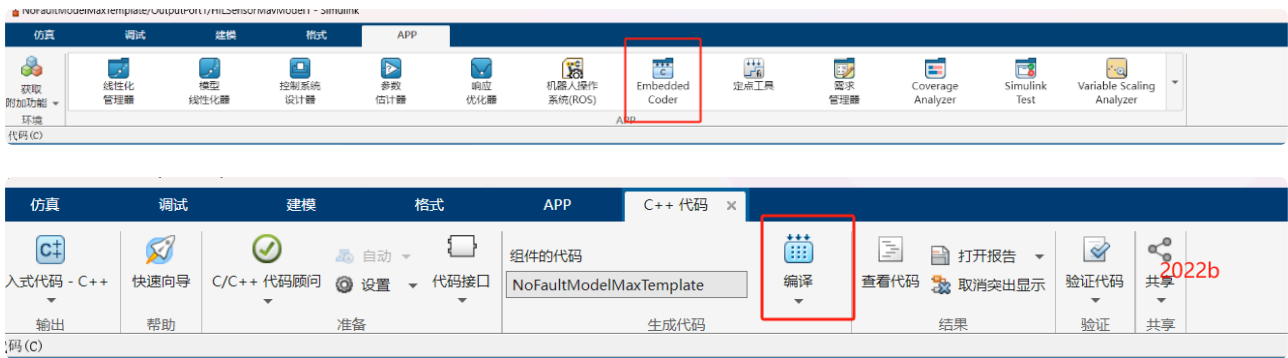 NoFaultModelMaxTemplate/OutputPort1/HILSensorMavModel1 - Simulink
仿真 调试 建模 格式 APP
获取 附加功能
线性化 管理器
模型 线性化器
控制系统 设计器
参数 估计器
响应 优化器
机器人操作 系统(ROS)
Embedded Coder
定点工具
需求 管理器
Coverage Analyzer
Simulink Test
Variable Scaling Analyzer
环境 APP
代码(C)
仿真 调试 建模 格式 APP C++ 代码 ×
入式代码 - C++
快速向导
C/C++ 代码顾问
自动
设置
代码接口
组件的代码
NoFaultModelMaxTemplate
编译
查看代码
打开报告
取消突出显示
验证代码
共享
2022b
输出 帮助 准备 生成代码 结果 验证 共享
码(C)